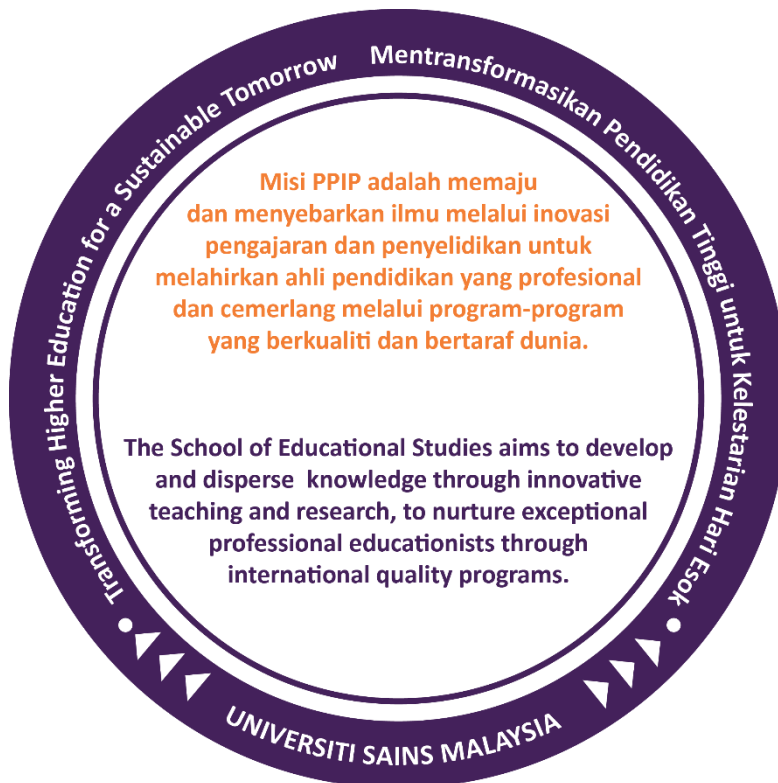 Transforming Higher Education for a Sustainable Tomorrow
Mentransformasikan Pendidikan Tinggi untuk Kelestarian Hari Esok
Misi PPIP adalah memaju
dan menyebarkan ilmu melalui inovasi
pengajaran dan penyelidikan untuk
melahirkan ahli pendidikan yang profesional
dan cemerlang melalui program-program
yang berkualiti dan bertaraf dunia.
The School of Educational Studies aims to develop
and disperse knowledge through innovative
teaching and research, to nurture exceptional
professional educationists through
international quality programs.
UNIVERSITI SAINS MALAYSIA